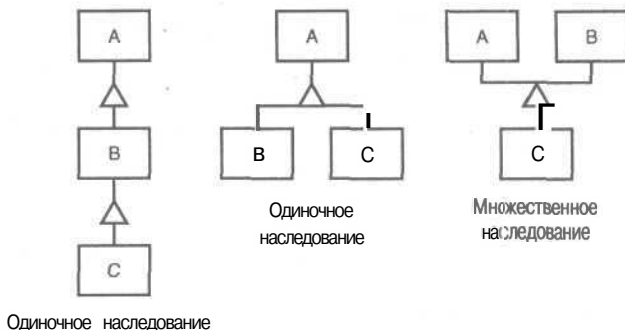 A
B
C
Одиночное наследование
A
B
C
Одиночное
наследование
A
B
C
Множественное
наследование